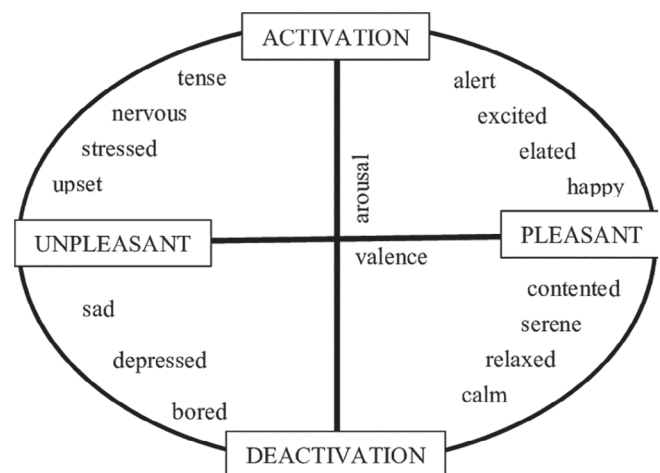 ACTIVATION
tense
alert
nervous
excited
stressed
elated
upset
happy
arousal
UNPLEASANT
PLEASANT
valence
contented
sad
serene
depressed
relaxed
calm
bored
DEACTIVATION